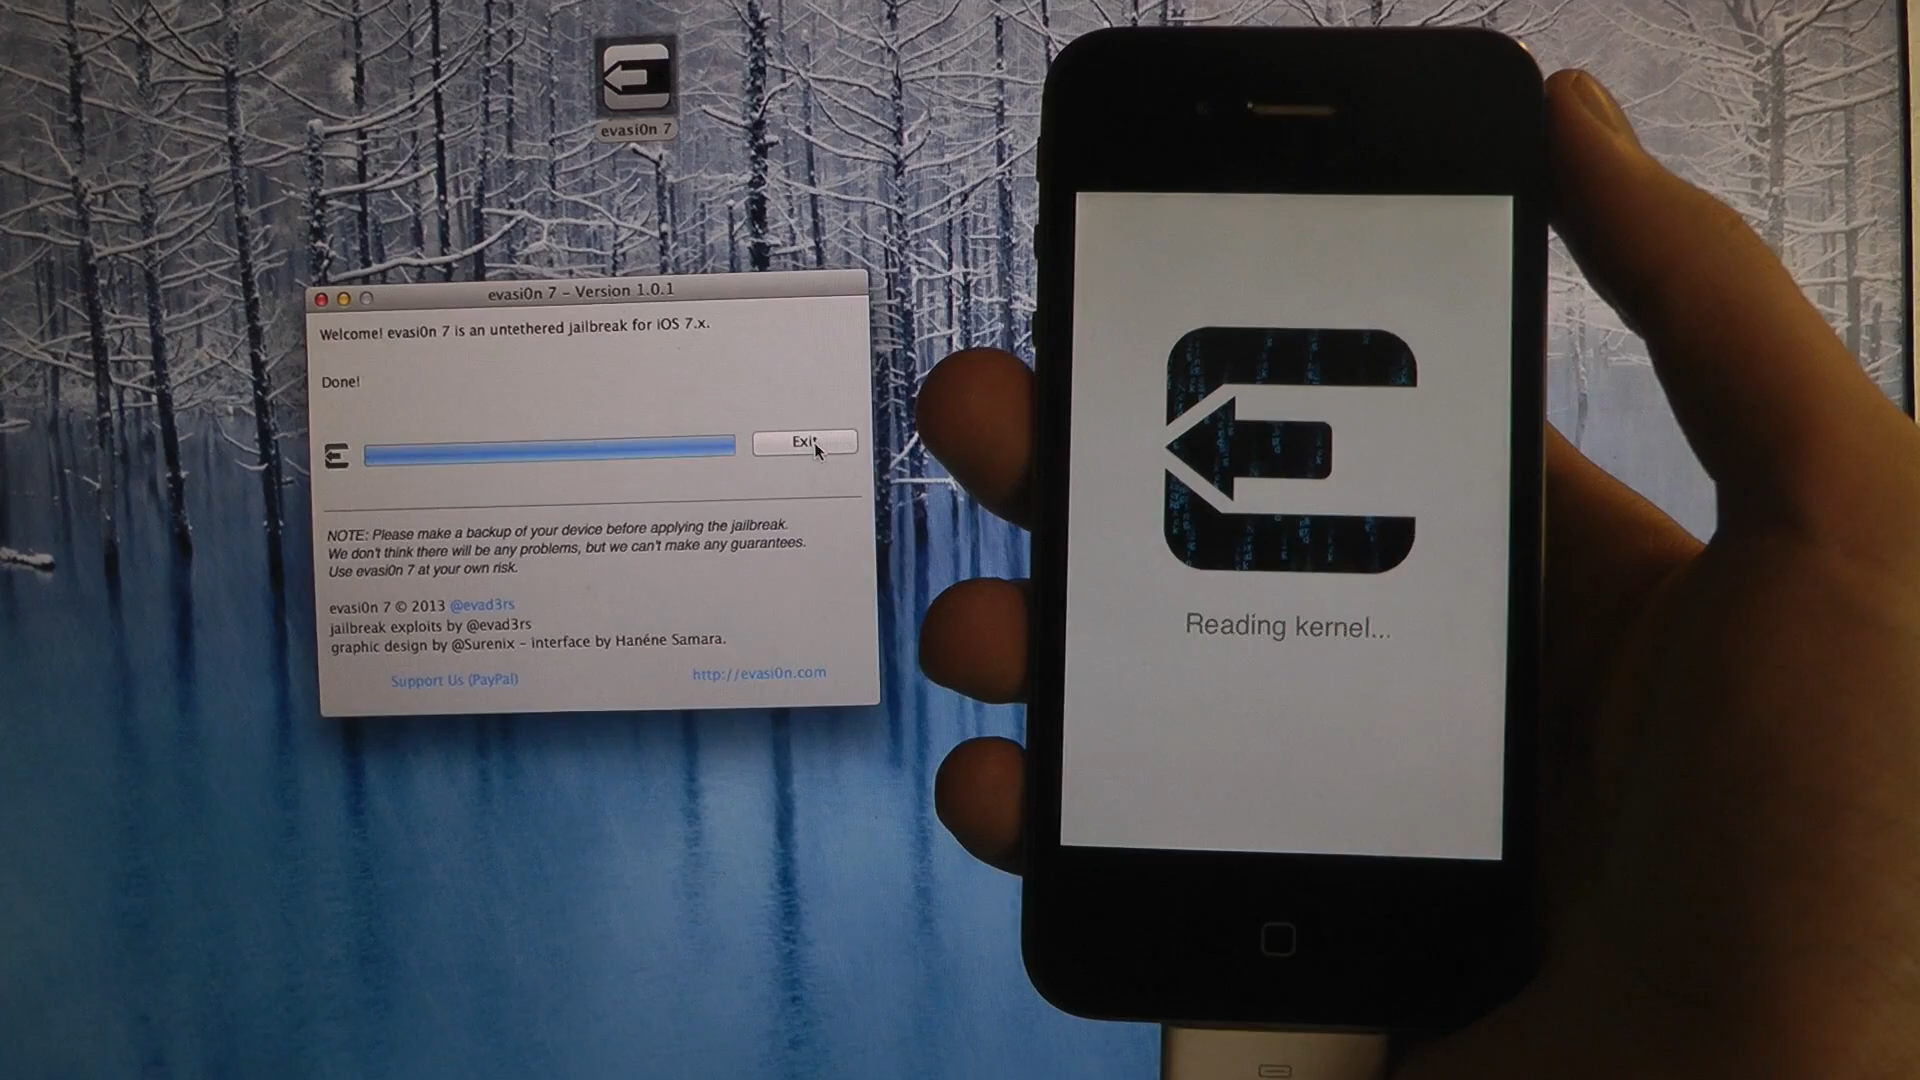 evasi0n 7
evasi0n 7 – Version 1.0.1
Welcome! evasi0n 7 is an untethered jailbreak for iOS 7.x.
Done!
Exit
NOTE: Please make a backup of your device before applying the jailbreak.
We don't think there will be any problems, but we can't make any guarantees.
Use evasi0n 7 at your own risk.
evasi0n 7 © 2013 @evad3rs
jailbreak exploits by @evad3rs
graphic design by @Surenix – interface by Hanéne Samara.
Support Us (PayPal)
http://evasi0n.com
Reading kernel...